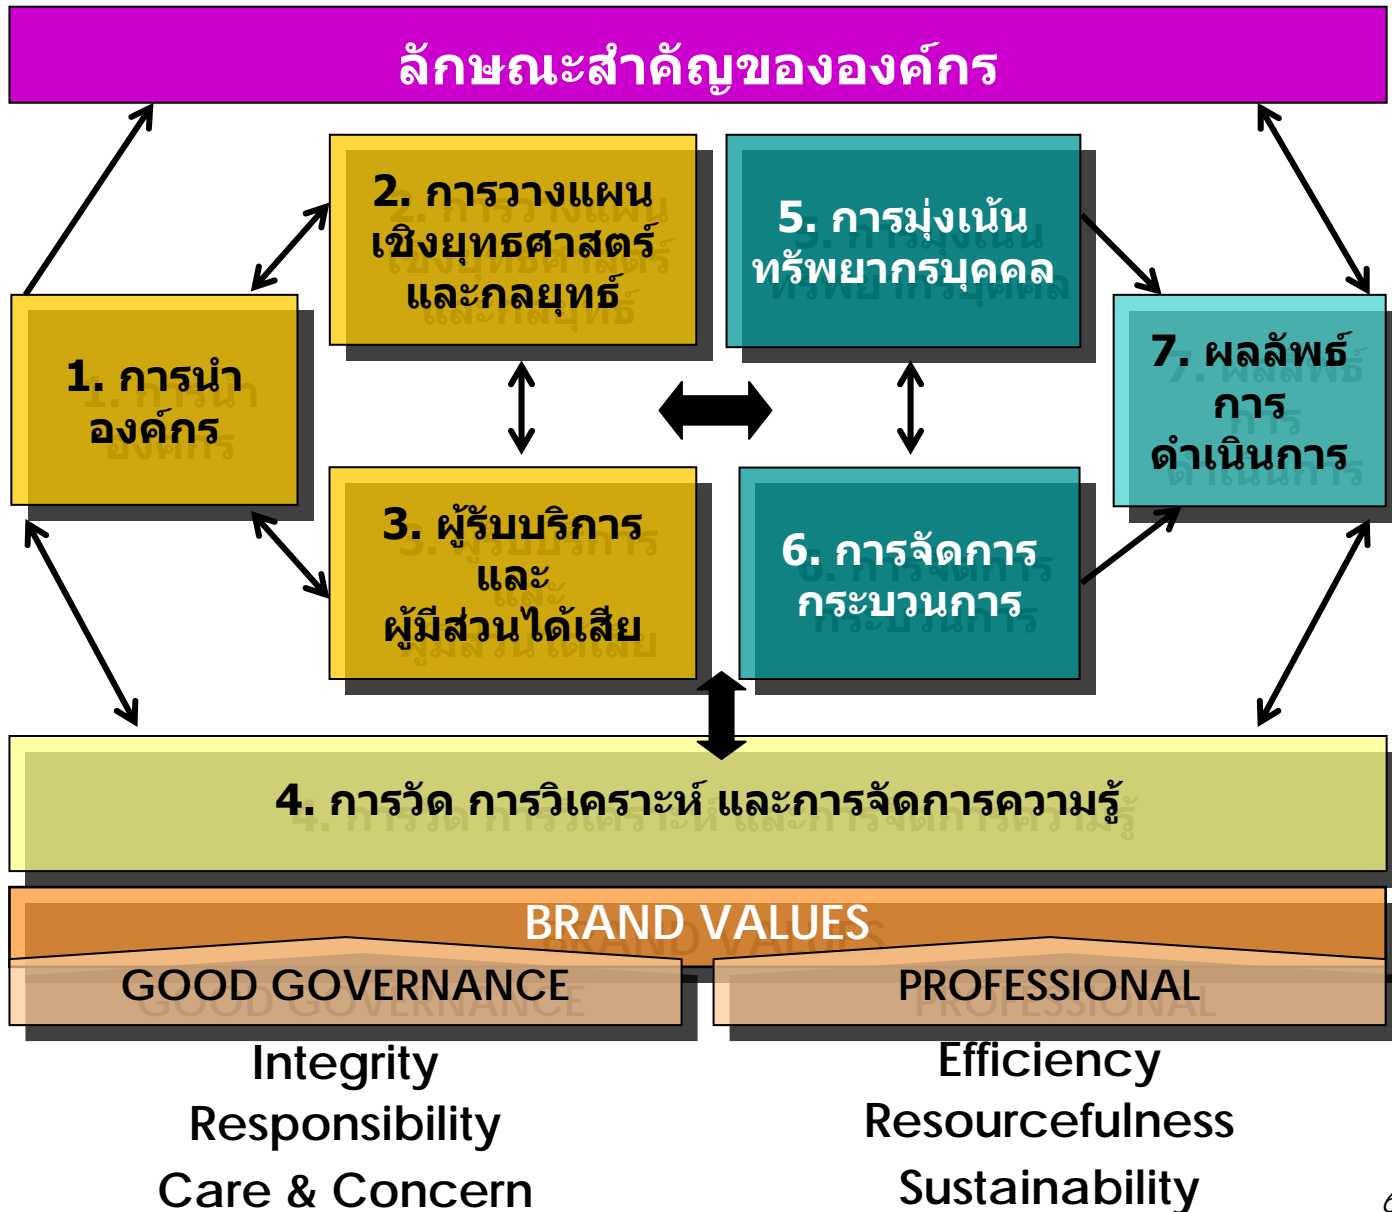 ลักษณะสำคัญขององค์กร
2. การวางแผน
เชิงยุทธศาสตร์
และกลยุทธ์
5. การมุ่งเน้น
ทรัพยากรบุคคล
1. การนำ
องค์กร
7. ผลลัพธ์
การ
ดำเนินการ
3. ผู้รับบริการ
และ
ผู้มีส่วนได้เสีย
6. การจัดการ
กระบวนการ
4. การวัด การวิเคราะห์ และการจัดการความรู้
BRAND VALUES
GOOD GOVERNANCE
PROFESSIONAL
Integrity
Responsibility
Care & Concern
Efficiency
Resourcefulness
Sustainability